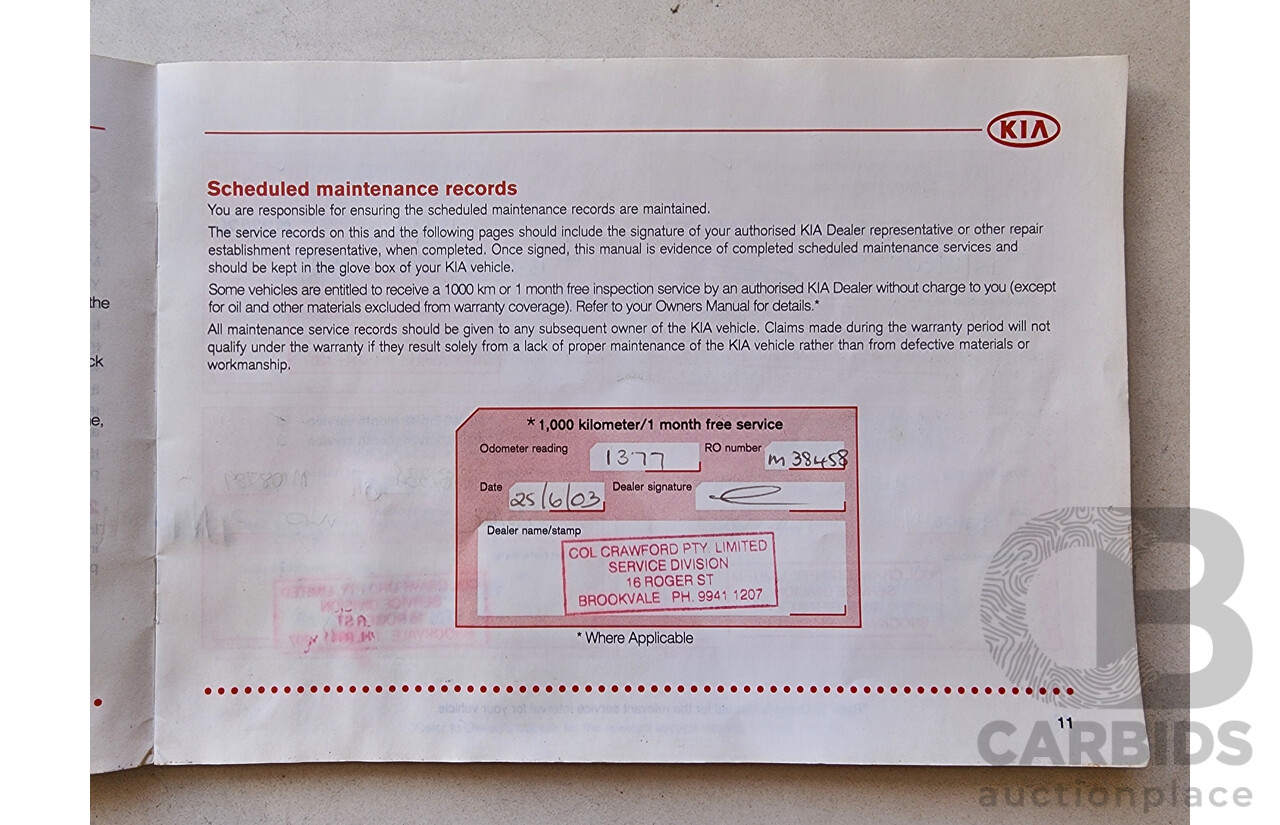 KIA
Scheduled maintenance records
You are responsible for ensuring the scheduled maintenance records are maintained.
The service records on this and the following pages should include the signature of your authorised KIA Dealer representative or other repair
establishment representative, when completed. Once signed, this manual is evidence of completed scheduled maintenance services and
should be kept in the glove box of your KIA vehicle.
Some vehicles are entitled to receive a 1000 km or 1 month free inspection service by an authorised KIA Dealer without charge to you (except
for oil and other materials excluded from warranty coverage). Refer to your Owners Manual for details.*
All maintenance service records should be given to any subsequent owner of the KIA vehicle. Claims made during the warranty period will not
qualify under the warranty if they result solely from a lack of proper maintenance of the KIA vehicle rather than from defective materials or
workmanship.
the
ck
e,
* 1,000 kilometer/1 month free service
Odometer reading 1377 RO number M 38458
Date 25/6/03 Dealer signature
Dealer name/stamp
COL CRAWFORD PTY. LIMITED
SERVICE DIVISION
16 ROGER ST
BROOKVALE PH. 9941 1207
* Where Applicable
11
CARBIDS
auctionplace